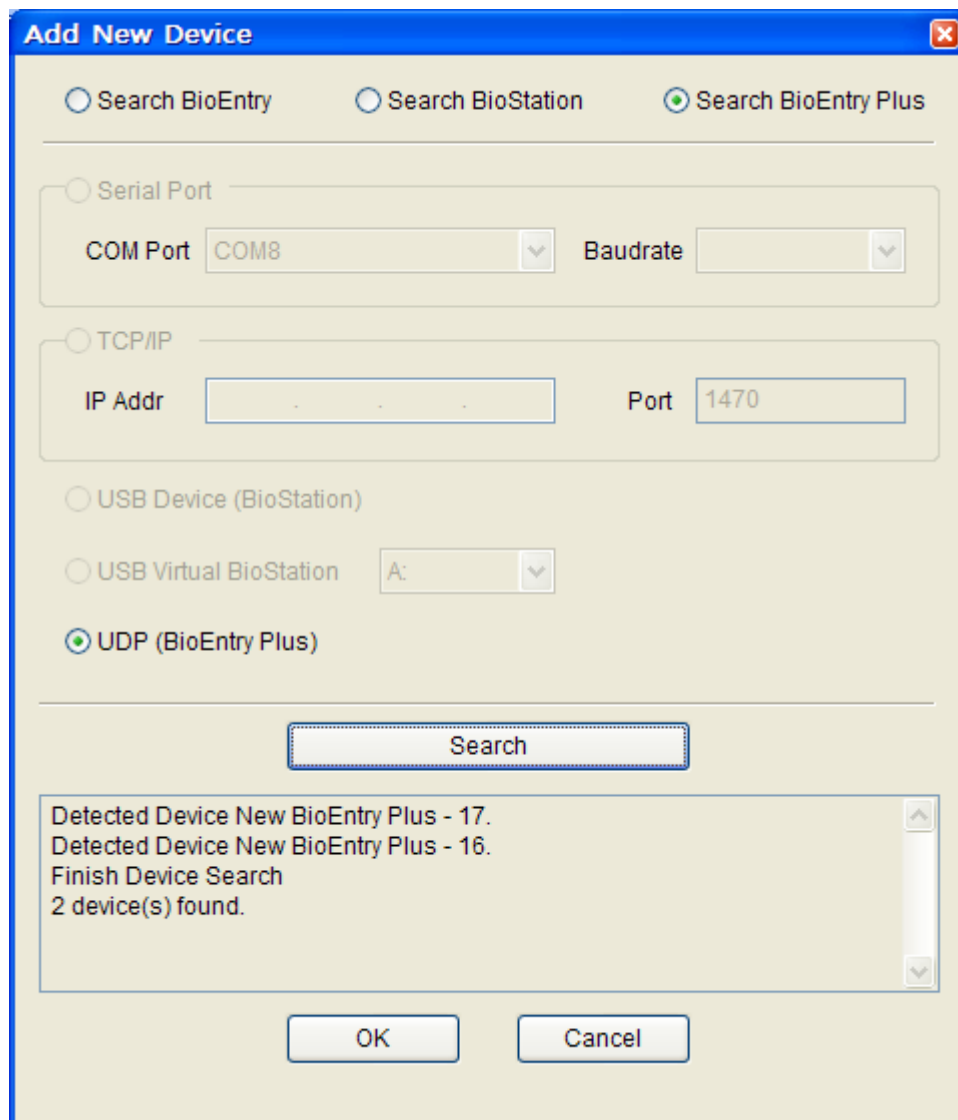 Add New Device
Search BioEntry Search BioStation Search BioEntry Plus
Serial Port
COM Port COM8 Baudrate
TCP/IP
IP Addr . . . Port 1470
USB Device (BioStation)
USB Virtual BioStation A:
UDP (BioEntry Plus)
Search
Detected Device New BioEntry Plus - 17.
Detected Device New BioEntry Plus - 16.
Finish Device Search
2 device(s) found.
OK Cancel